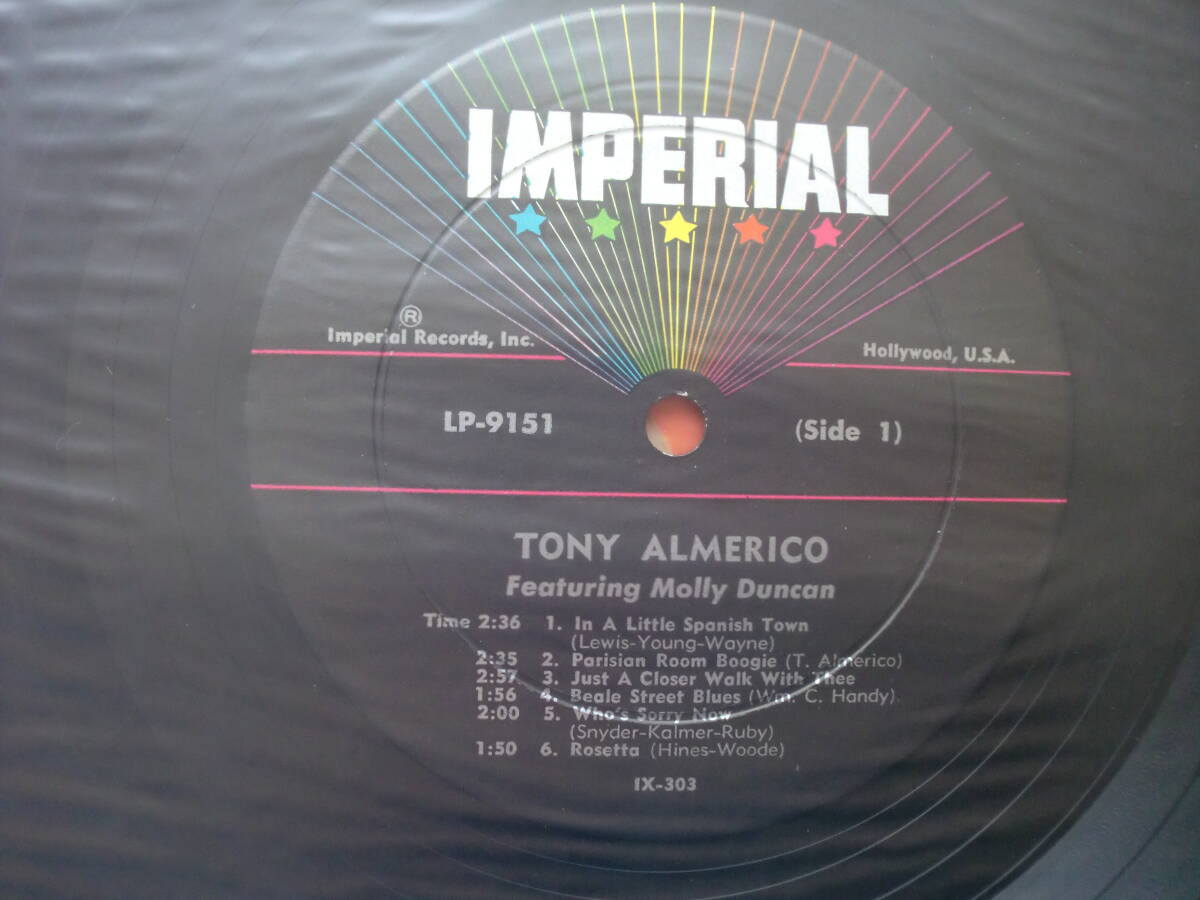 IMPERIAL
®
Imperial Records, Inc.
Hollywood, U.S.A.
LP-9151
(Side 1)
TONY ALMERICO
Featuring Molly Duncan
Time 2:36 1. In A Little Spanish Town
(Lewis-Young-Wayne)
2:35 2. Parisian Room Boogie (T. Almerico)
2:57 3. Just A Closer Walk With Thee
1:56 4. Beale Street Blues (Wm. C. Handy)
2:00 5. Who's Sorry Now
(Snyder-Kalmer-Ruby)
1:50 6. Rosetta (Hines-Woode)
IX-303